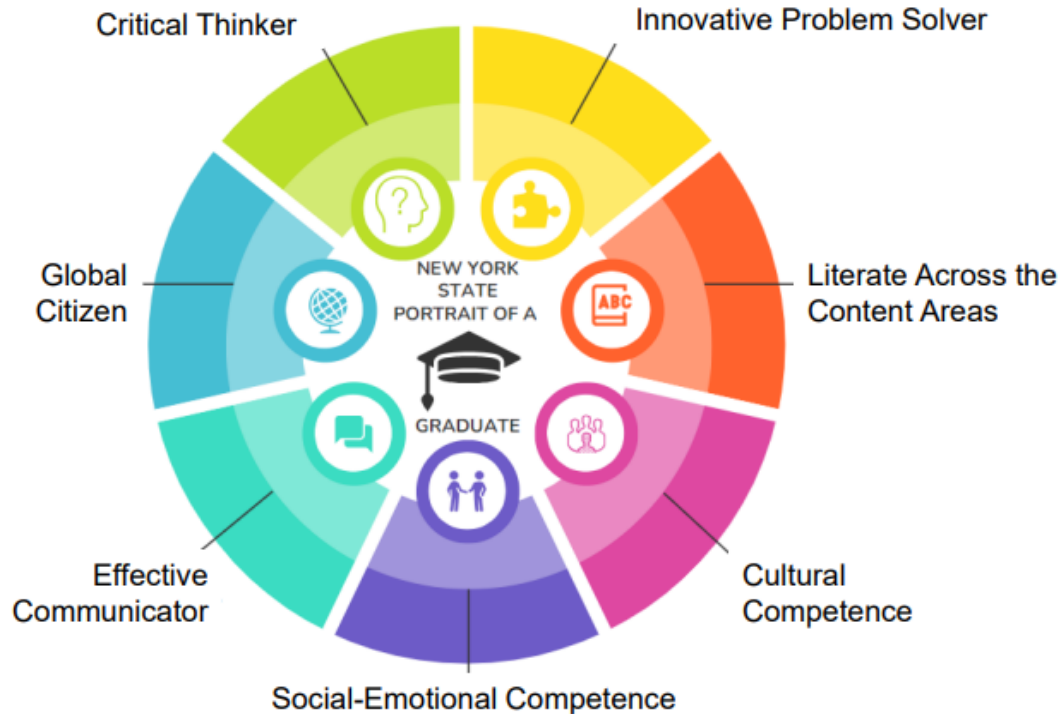 Critical Thinker
Innovative Problem Solver
?
NEW YORK
STATE
PORTRAIT OF A
GRADUATE
Global
Citizen
ABC
Literate Across the
Content Areas
Effective
Communicator
Cultural
Competence
Social-Emotional Competence